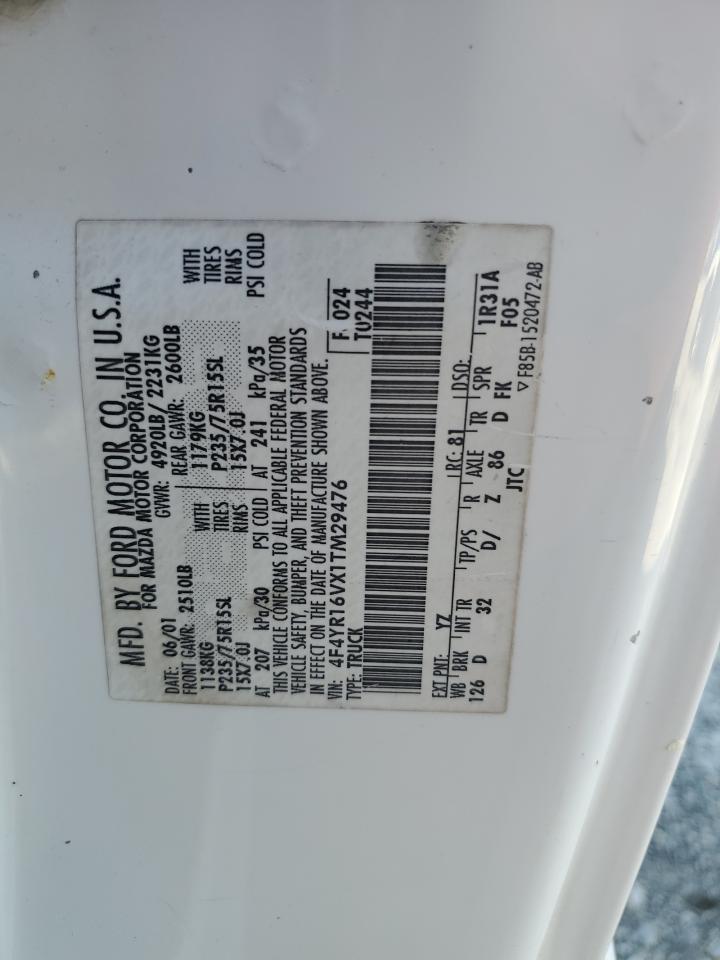 MFD. BY FORD MOTOR CO. IN U.S.A.
FOR MAZDA MOTOR CORPORATION
DATE: 06/01 GVWR: 4920LB/ 2231KG
FRONT GAWR: 2510LB REAR GAWR: 2600LB
1138KG WITH 1179KG WITH
P235/75R15SL TIRES P235/75R15SL TIRES
15X7.0J RIMS 15X7.0J RIMS
AT 207 kPa/30 PSI COLD AT 241 kPa/35 PSI COLD
THIS VEHICLE CONFORMS TO ALL APPLICABLE FEDERAL MOTOR
VEHICLE SAFETY, BUMPER, AND THEFT PREVENTION STANDARDS
IN EFFECT ON THE DATE OF MANUFACTURE SHOWN ABOVE.
VIN: 4F4YR16VX1TM29476 F 024
TYPE: TRUCK TU244
EXT PNT: YZ RC: 81 DSO:
WB BRK INT TR TP/PS R AXLE TR SPR 1R31A
126 D 32 D/ Z 86 D FK F05
JTC ▽F85B-1520472-AB